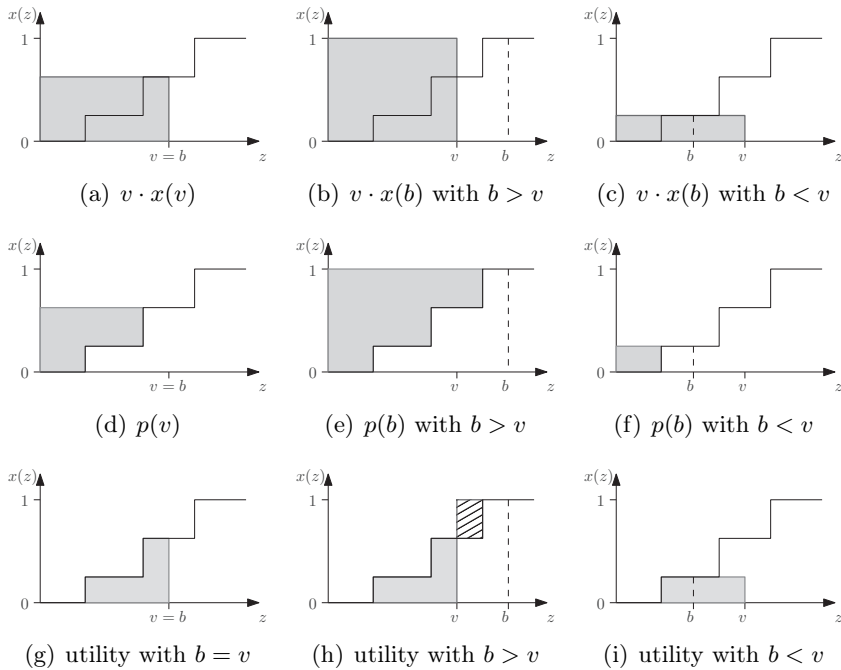 x(z)
1
0
v = b
z
(a) v · x(v)
x(z)
1
0
v
b
z
(b) v · x(b) with b > v
x(z)
1
0
b
v
z
(c) v · x(b) with b < v
x(z)
1
0
v = b
z
(d) p(v)
x(z)
1
0
v
b
z
(e) p(b) with b > v
x(z)
1
0
b
v
z
(f) p(b) with b < v
x(z)
1
0
v = b
z
(g) utility with b = v
x(z)
1
0
v
b
z
(h) utility with b > v
x(z)
1
0
b
v
z
(i) utility with b < v